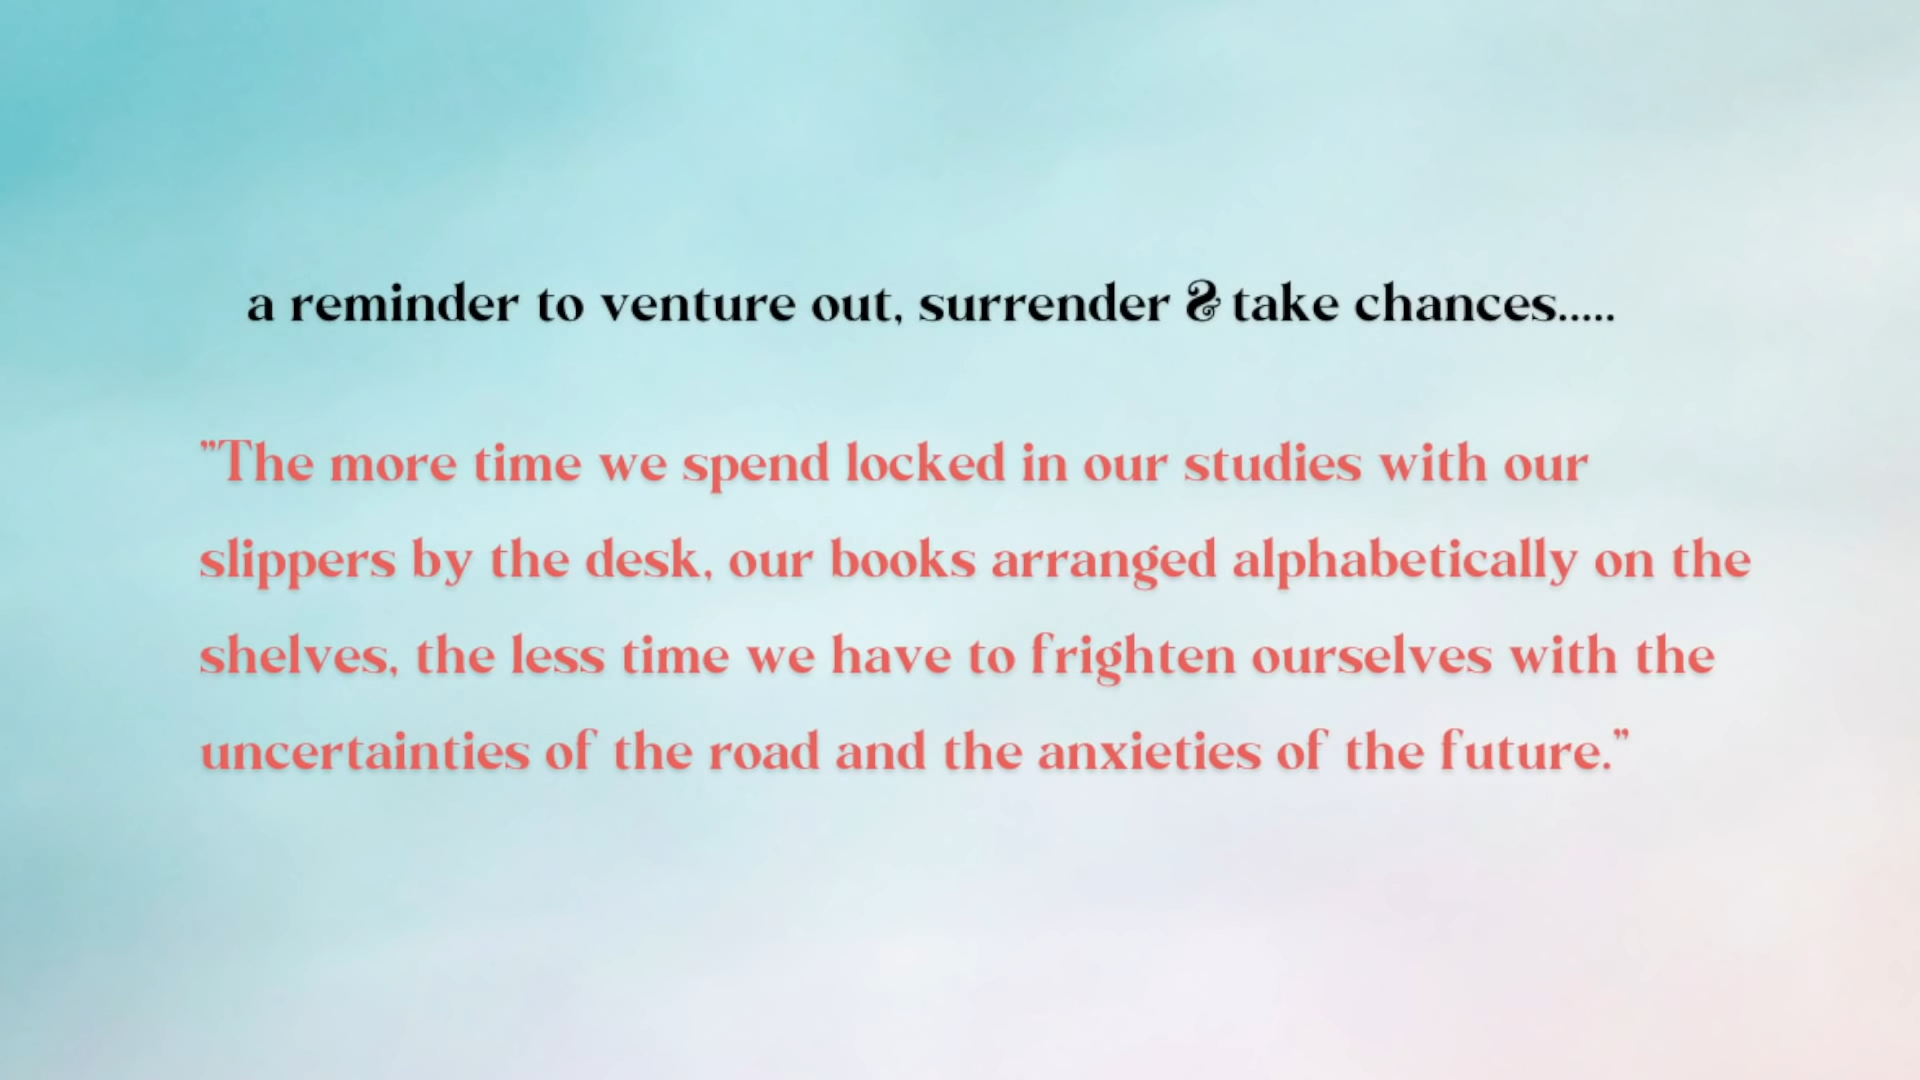 a reminder to venture out, surrender & take chances.....
"The more time we spend locked in our studies with our
slippers by the desk, our books arranged alphabetically on the
shelves, the less time we have to frighten ourselves with the
uncertainties of the road and the anxieties of the future."